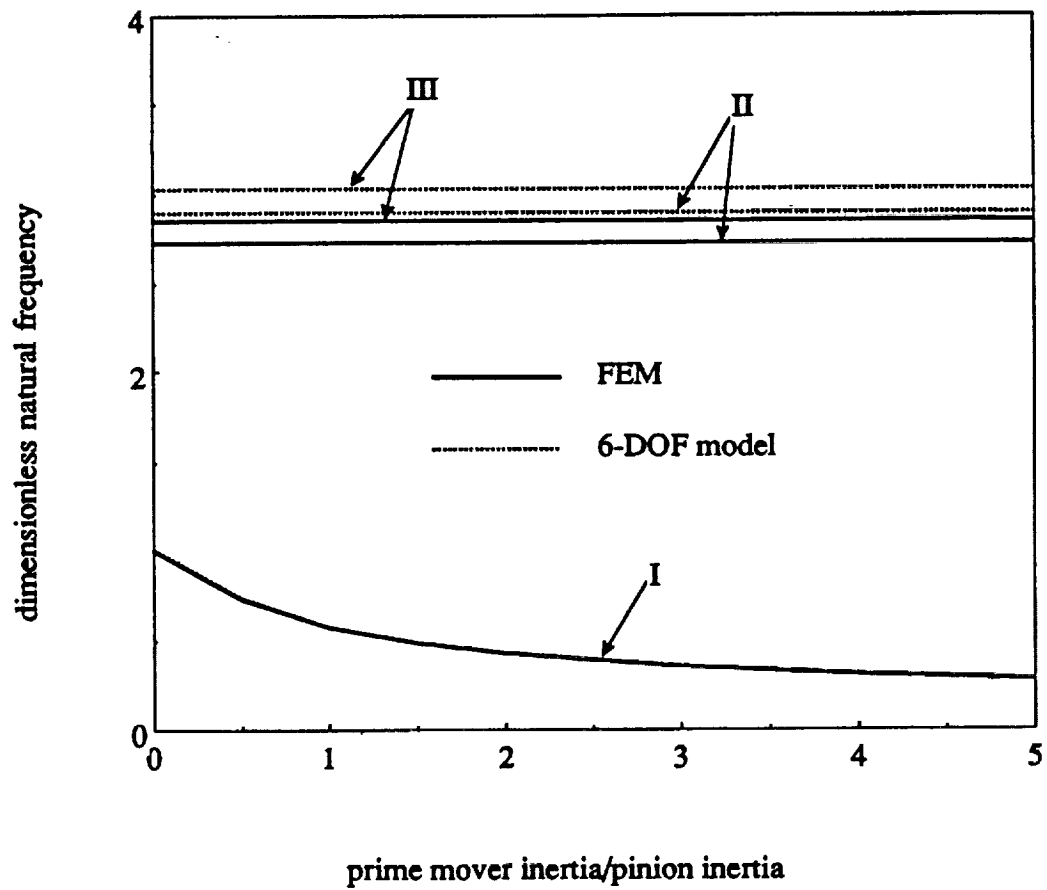 4
III
II
dimensionless natural frequency
2
FEM
6-DOF model
I
0
0 1 2 3 4 5
prime mover inertia/pinion inertia